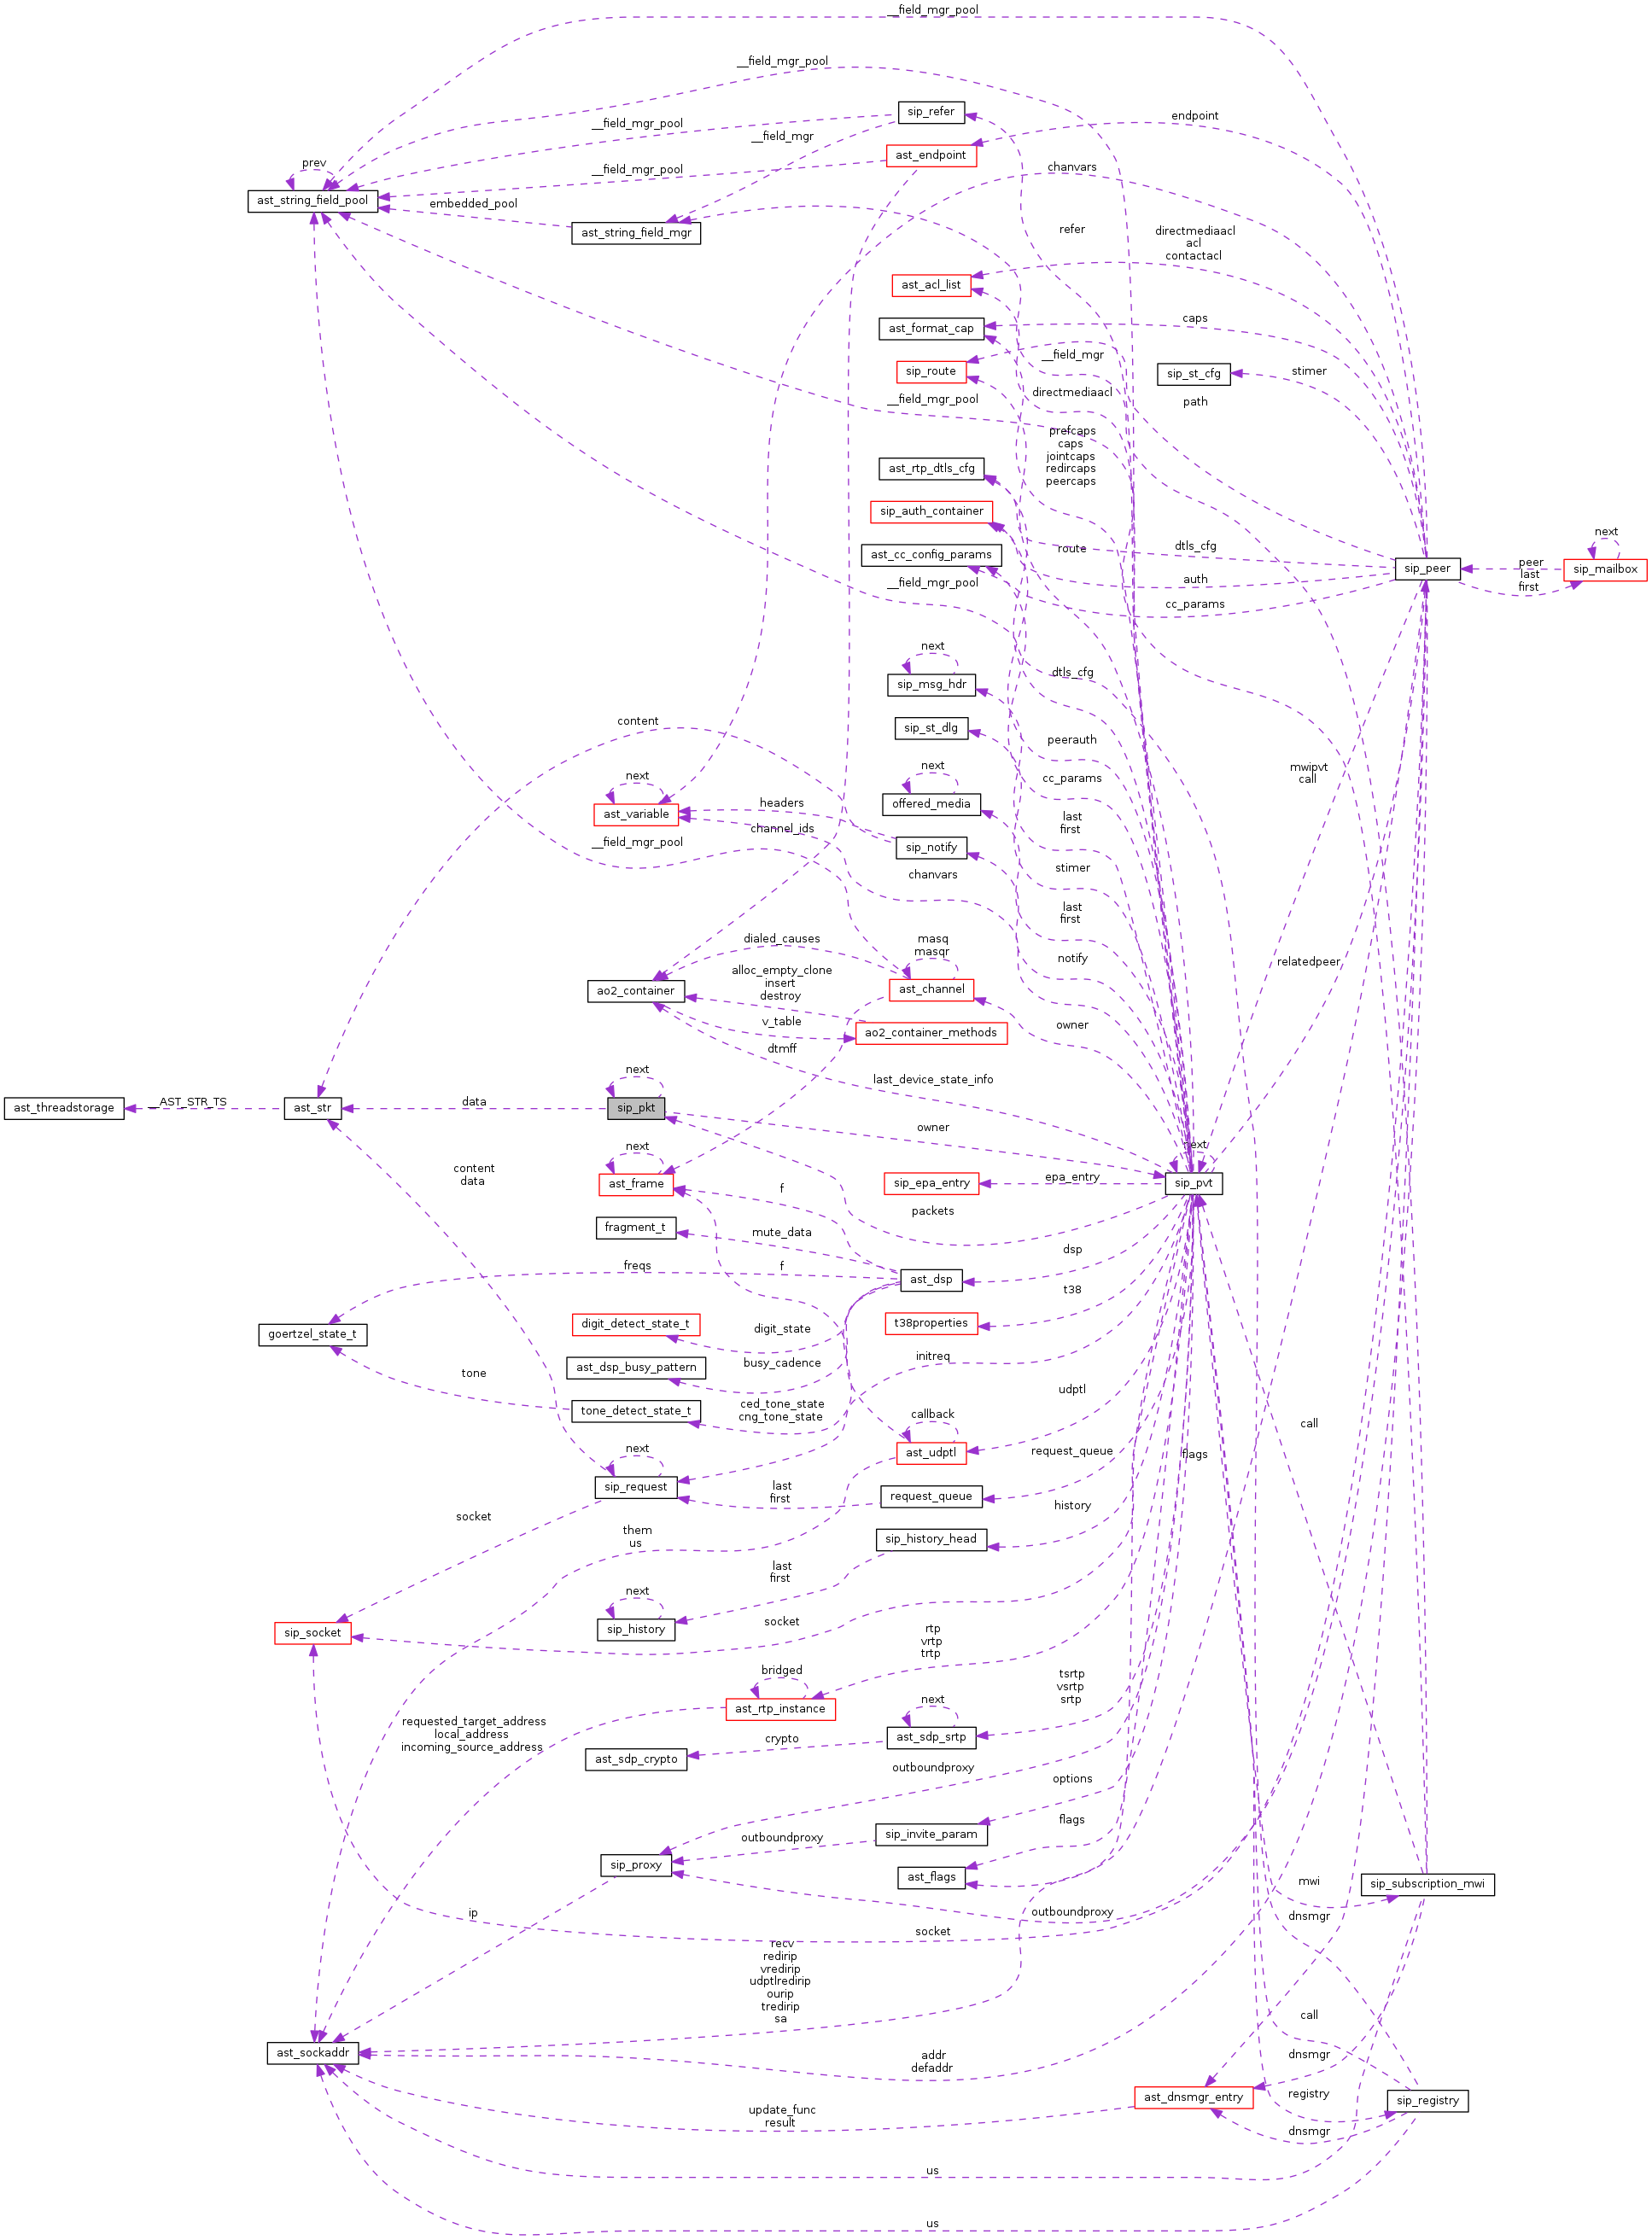 __field_mgr_pool
__field_mgr_pool
sip_refer
endpoint
__field_mgr_pool
__field_mgr
ast_endpoint
prev
__field_mgr_pool
chanvars
ast_string_field_pool
embedded_pool
ast_string_field_mgr
refer
directmediaacl
acl
contactacl
ast_acl_list
caps
ast_format_cap
__field_mgr
sip_route
sip_st_cfg
stimer
directmediaacl
__field_mgr_pool
path
prefcaps
caps
jointcaps
redircaps
peercaps
ast_rtp_dtls_cfg
sip_auth_container
next
ast_cc_config_params
route
dtls_cfg
sip_peer
peer
sip_mailbox
last
first
auth
__field_mgr_pool
cc_params
next
dtls_cfg
sip_msg_hdr
content
sip_st_dlg
peerauth
mwipvt
call
next
next
cc_params
offered_media
headers
ast_variable
channel_ids
last
first
__field_mgr_pool
sip_notify
chanvars
stimer
last
first
dialed_causes
masq
masqr
notify
relatedpeer
alloc_empty_clone
insert
destroy
ao2_container
ast_channel
v_table
ao2_container_methods
owner
dtmff
next
last_device_state_info
ast_threadstorage
__AST_STR_TS
ast_str
data
sip_pkt
owner
next
next
content
data
ast_frame
f
sip_epa_entry
epa_entry
sip_pvt
packets
fragment_t
mute_data
dsp
freqs
f
ast_dsp
t38
goertzel_state_t
digit_detect_state_t
digit_state
t38properties
ast_dsp_busy_pattern
busy_cadence
initreq
tone
udptl
tone_detect_state_t
ced_tone_state
cng_tone_state
callback
call
next
ast_udptl
request_queue
flags
sip_request
last
first
request_queue
socket
history
them
us
sip_history_head
last
first
next
sip_socket
sip_history
socket
rtp
vrtp
trtp
bridged
tsrtp
vsrtp
srtp
next
requested_target_address
local_address
incoming_source_address
ast_rtp_instance
ast_sdp_srtp
crypto
ast_sdp_crypto
outboundproxy
options
flags
sip_invite_param
outboundproxy
sip_proxy
ast_flags
mwi
sip_subscription_mwi
ip
outboundproxy
dnsmgr
socket
recv
redirip
vredirip
udptlredirip
ourip
tredirip
sa
call
ast_sockaddr
addr
defaddr
dnsmgr
ast_dnsmgr_entry
registry
sip_registry
update_func
result
dnsmgr
us
us